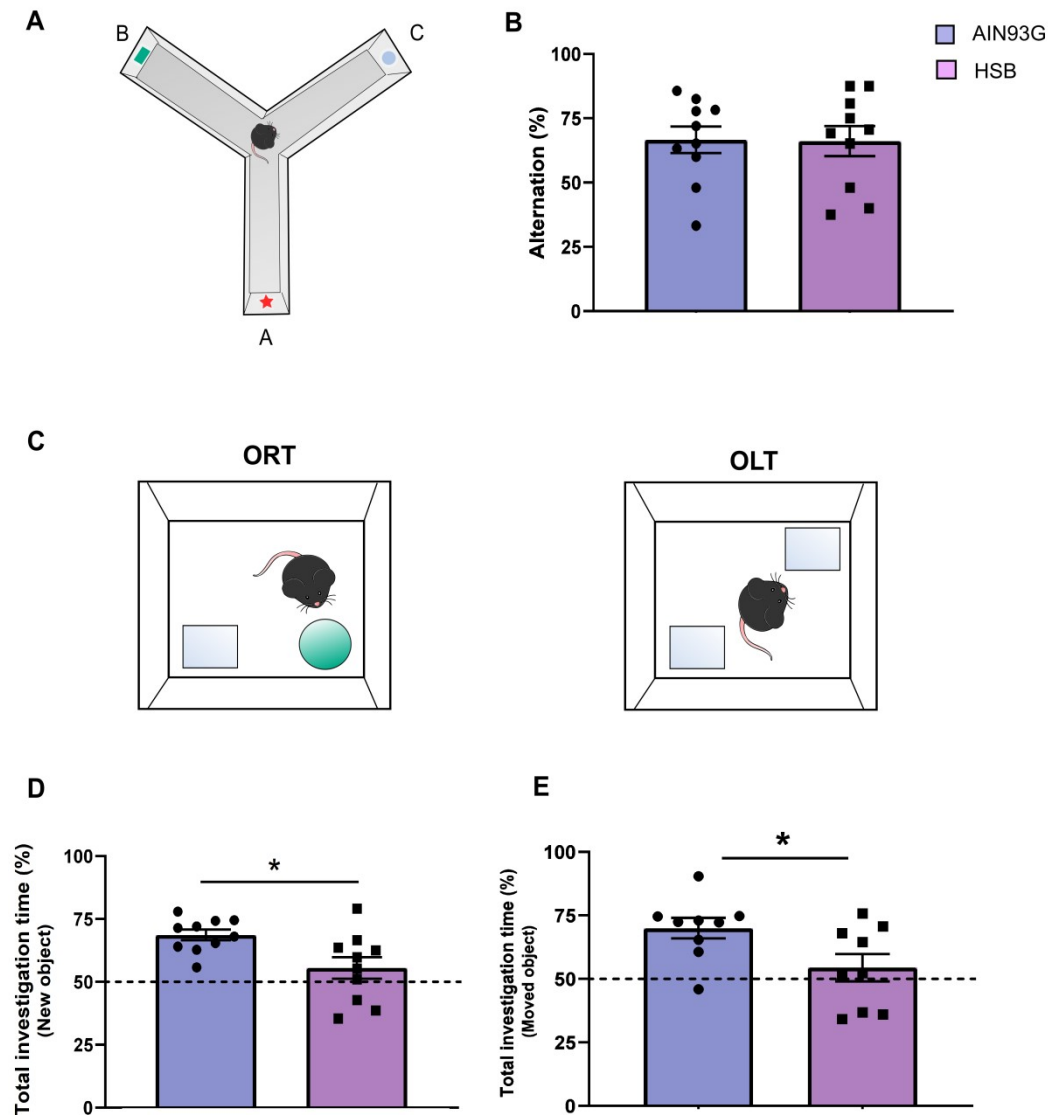 A
B
C
A
B
AIN93G
HSB
Alternation (%)
100
75
50
25
0
C
ORT
OLT
D
Total investigation time (%)
(New object)
100
75
50
25
0
*
E
Total investigation time (%)
(Moved object)
100
75
50
25
0
*